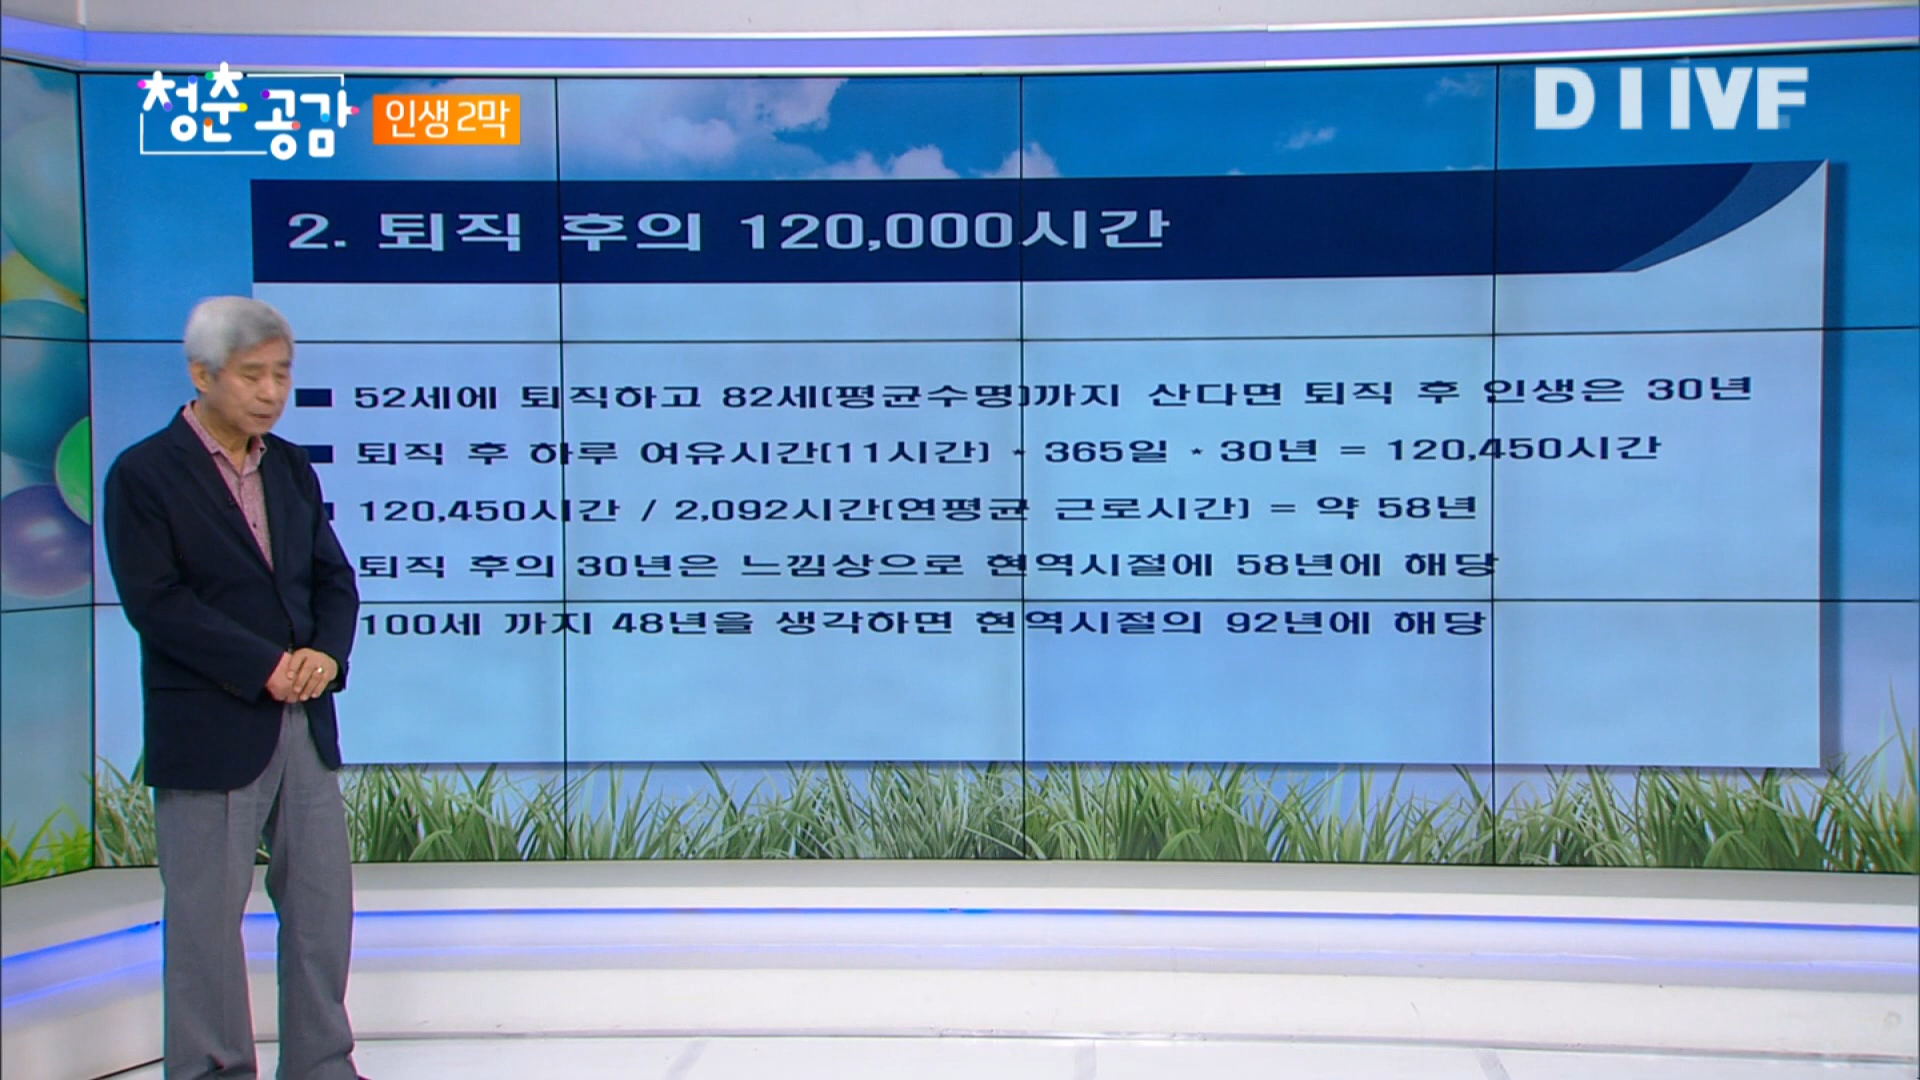 청춘 공감 인생 2막
2. 퇴직 후의 120,000시간
■ 52세에 퇴직하고 82세(평균수명)까지 산다면 퇴직 후 인생은 30년
■ 퇴직 후 하루 여유시간(11시간) * 365일 * 30년 = 120,450시간
■ 120,450시간 / 2,092시간(연평균 근로시간) = 약 58년
퇴직 후의 30년은 느낌상으로 현역시절에 58년에 해당
100세 까지 48년을 생각하면 현역시절의 92년에 해당